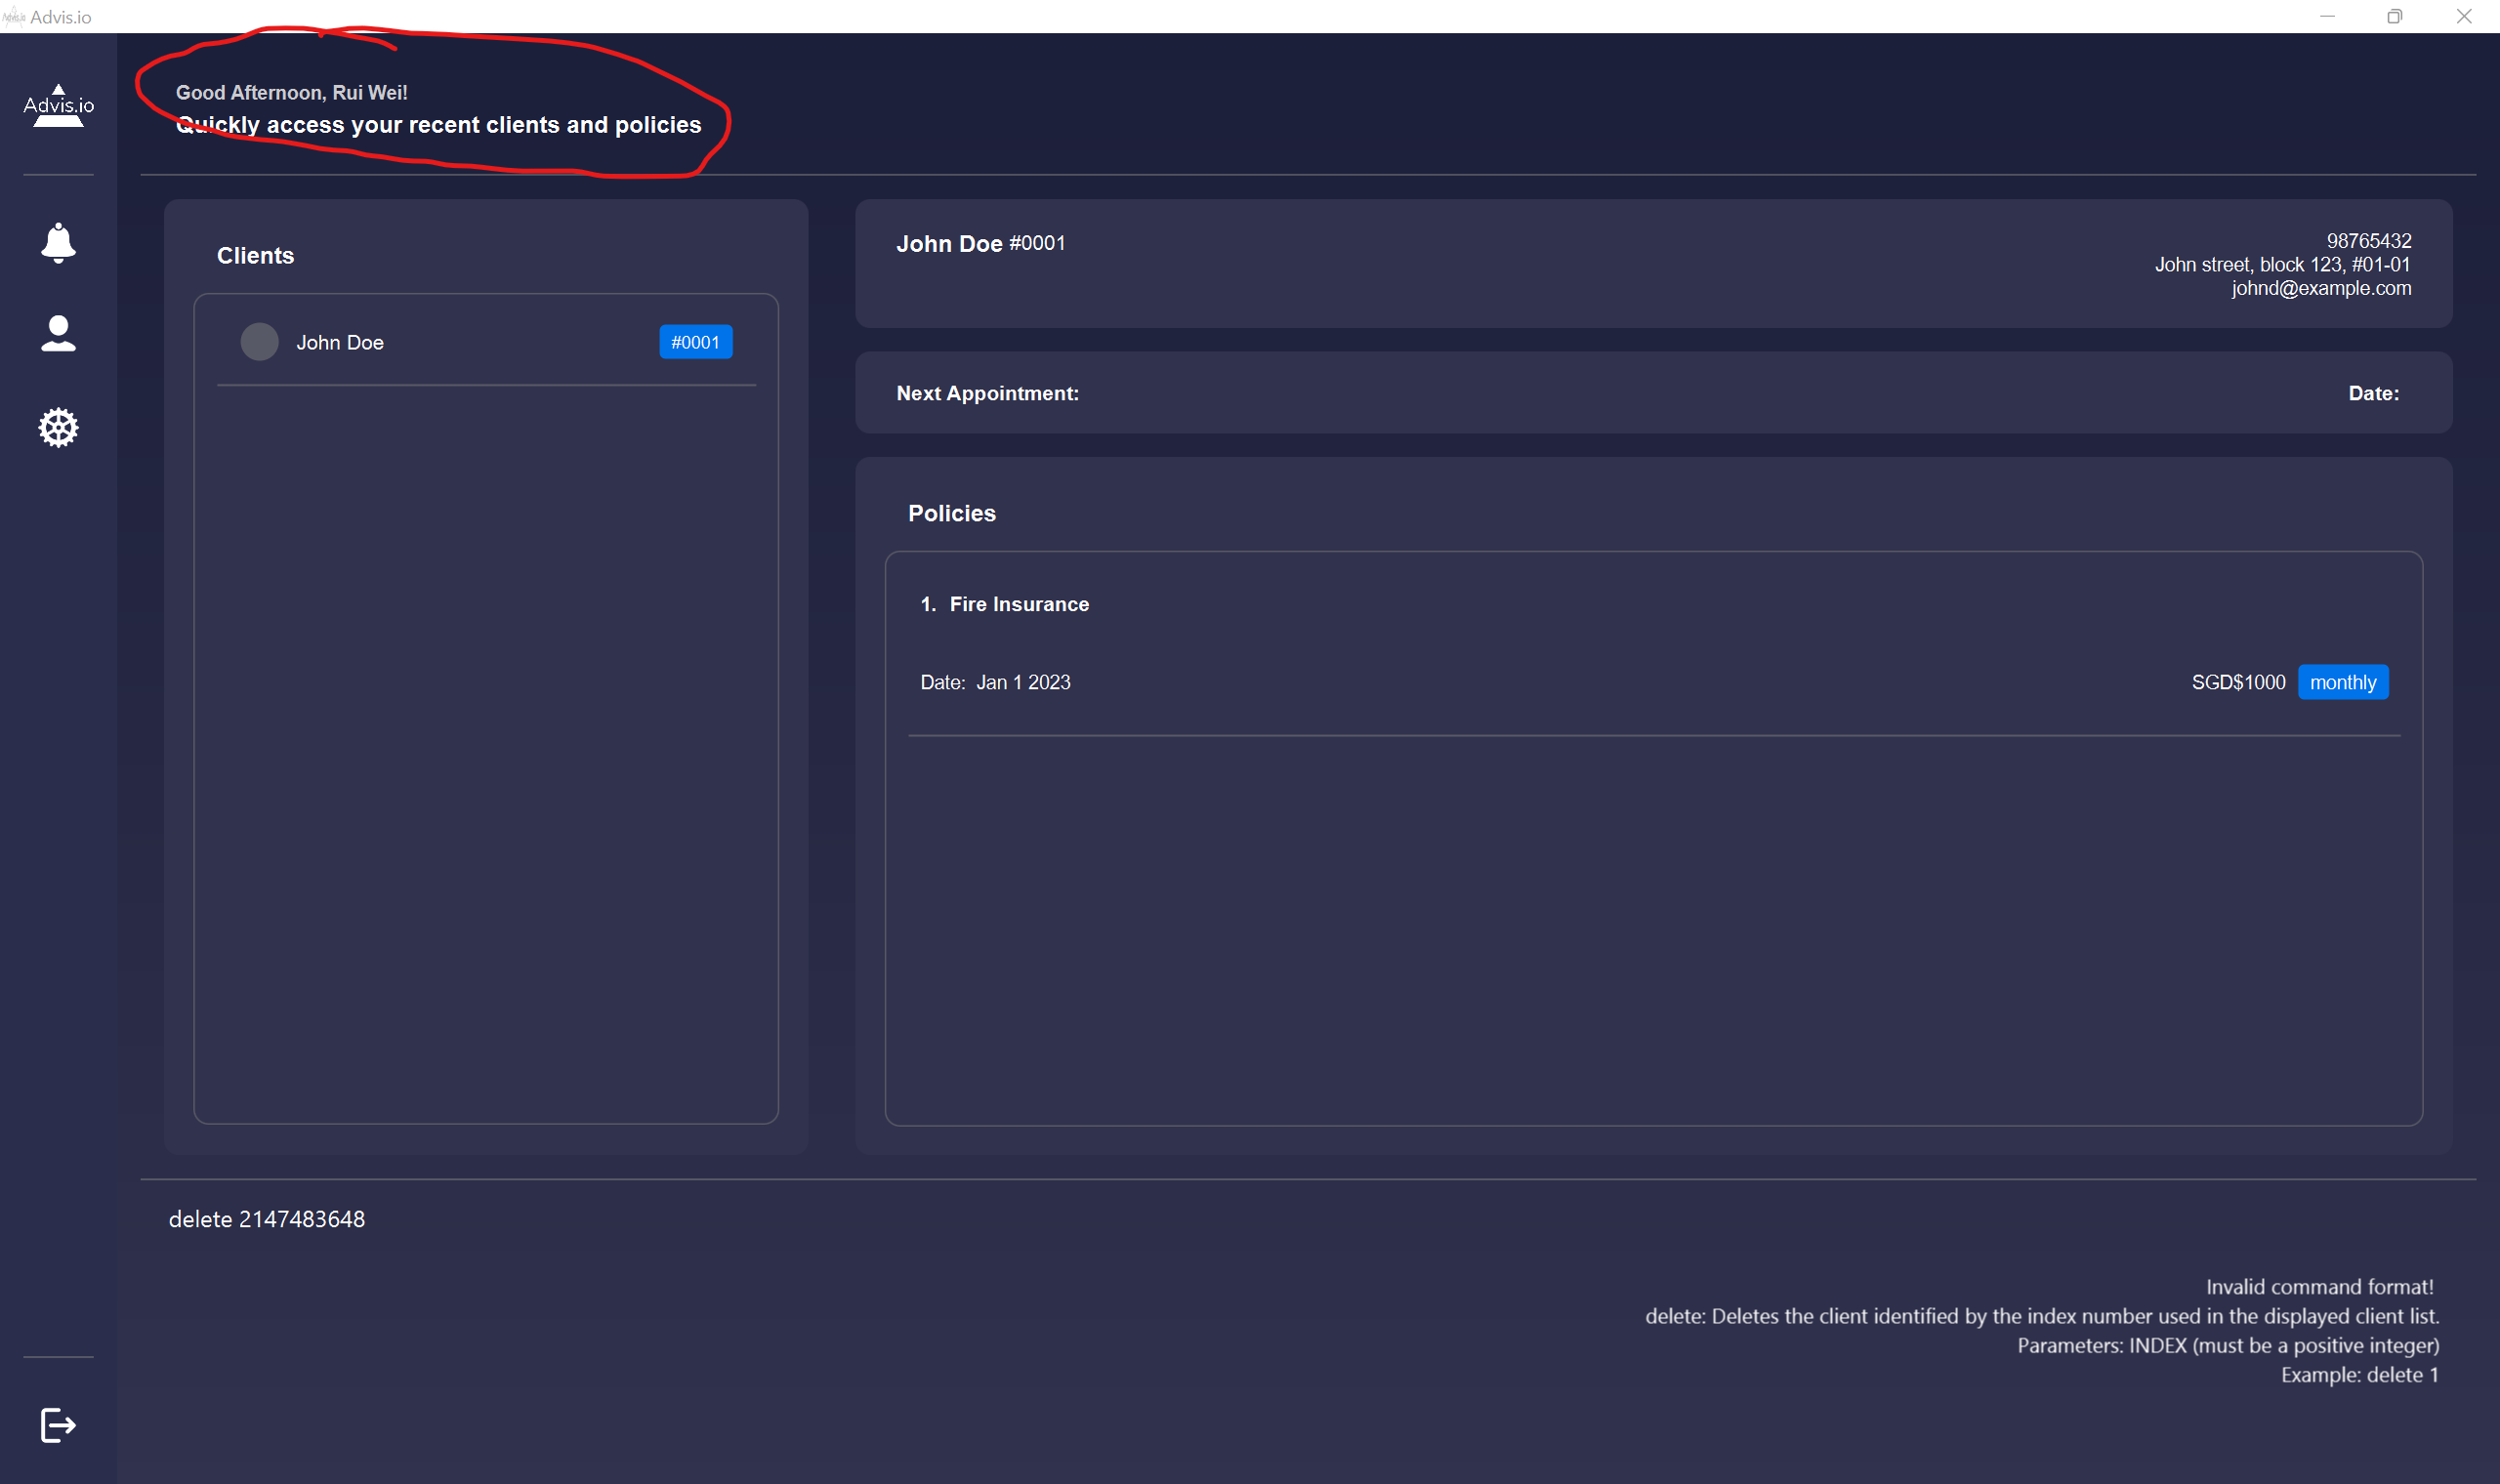 Advis.io
Advis.io
Good Afternoon, Rui Wei!
Quickly access your recent clients and policies
Clients
John Doe #0001
John Doe #0001
98765432
John street, block 123, #01-01
johnd@example.com
Next Appointment: Date:
Policies
1. Fire Insurance
Date: Jan 1 2023 SGD$1000 monthly
delete 2147483648
Invalid command format!
delete: Deletes the client identified by the index number used in the displayed client list.
Parameters: INDEX (must be a positive integer)
Example: delete 1